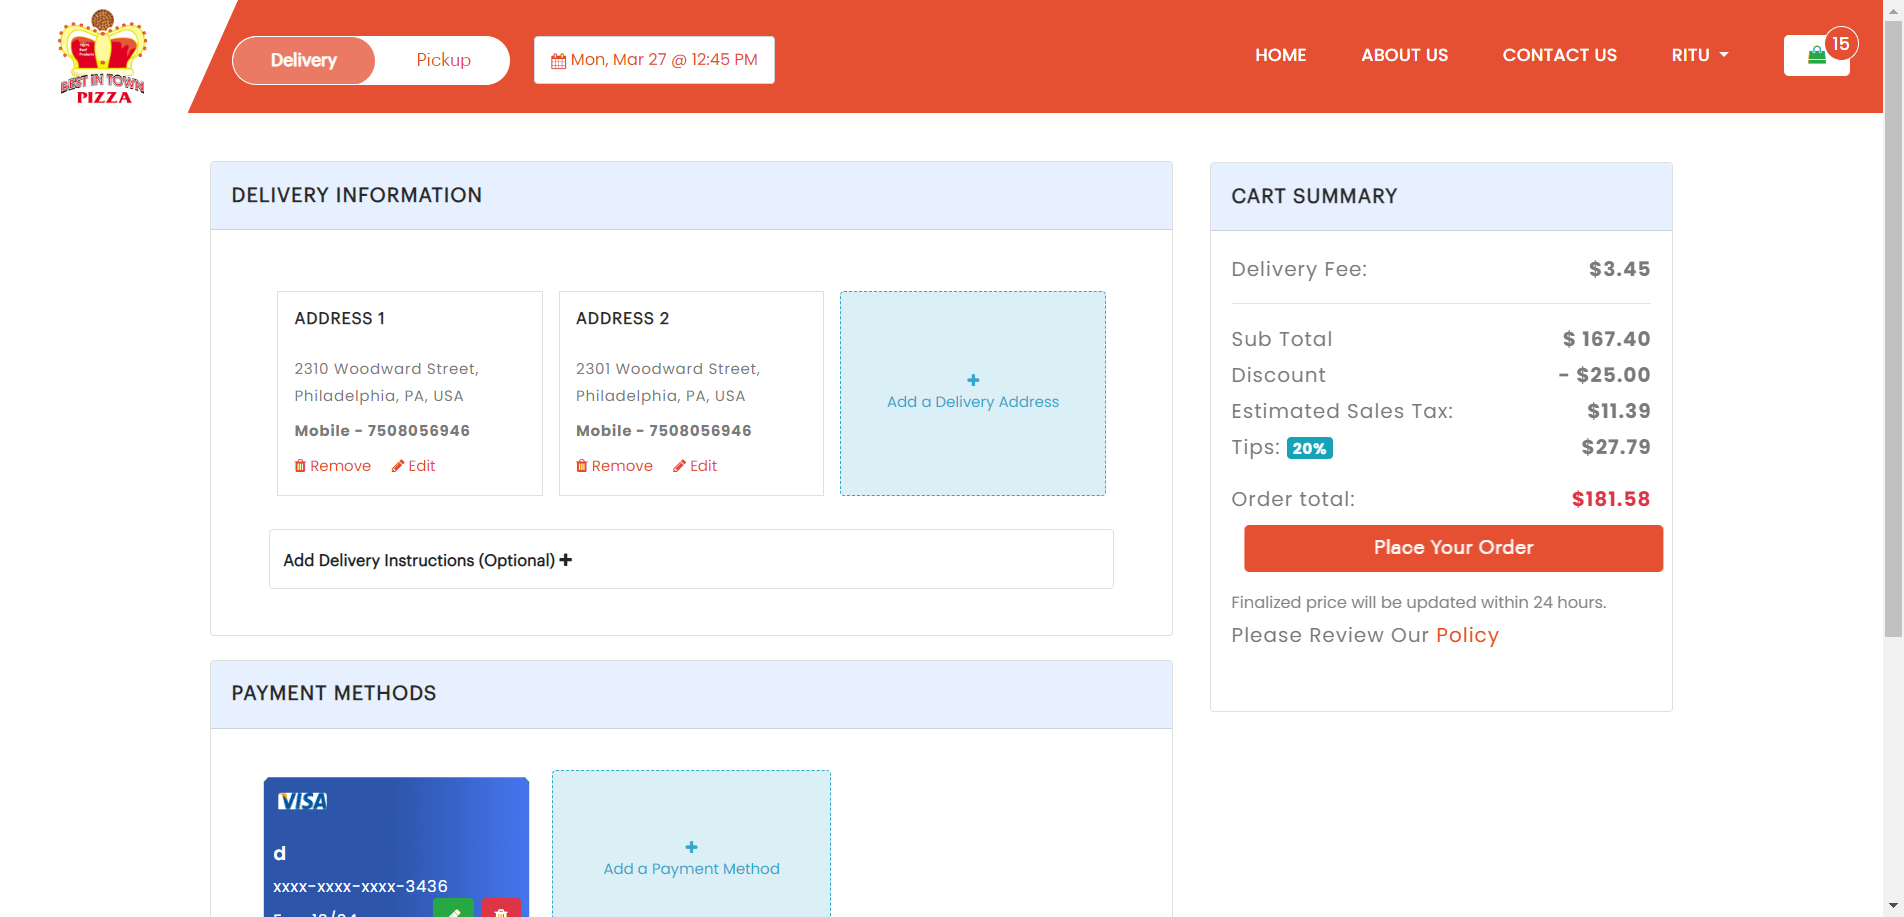 BEST IN TOWN
PIZZA
Delivery
Pickup
Mon, Mar 27 @ 12:45 PM
HOME
ABOUT US
CONTACT US
RITU
15
DELIVERY INFORMATION
ADDRESS 1
2310 Woodward Street,
Philadelphia, PA, USA
Mobile - 7508056946
Remove
Edit
ADDRESS 2
2301 Woodward Street,
Philadelphia, PA, USA
Mobile - 7508056946
Remove
Edit
Add a Delivery Address
Add Delivery Instructions (Optional)
PAYMENT METHODS
VISA
d
xxxx-xxxx-xxxx-3436
Add a Payment Method
CART SUMMARY
Delivery Fee: $3.45
Sub Total $ 167.40
Discount - $25.00
Estimated Sales Tax: $11.39
Tips: 20% $27.79
Order total: $181.58
Place Your Order
Finalized price will be updated within 24 hours.
Please Review Our Policy